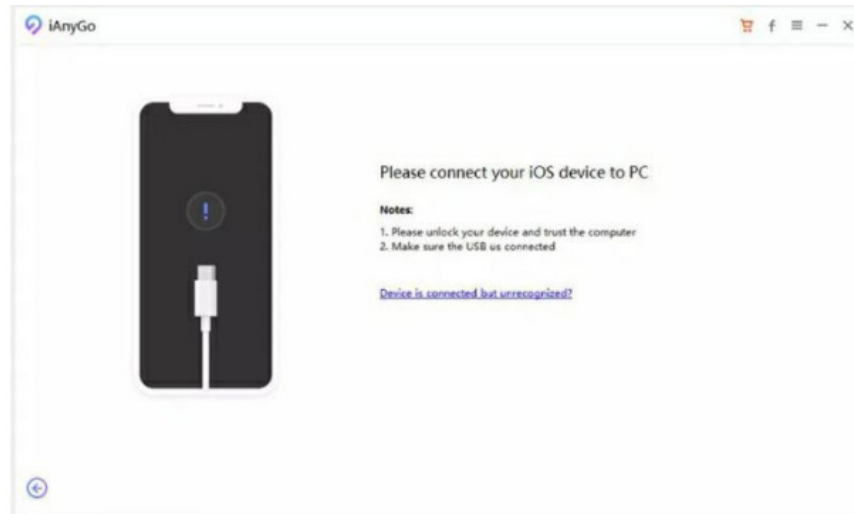 iAnyGo
Please connect your iOS device to PC
Notes:
1. Please unlock your device and trust the computer
2. Make sure the USB us connected
Device is connected but unrecognized?